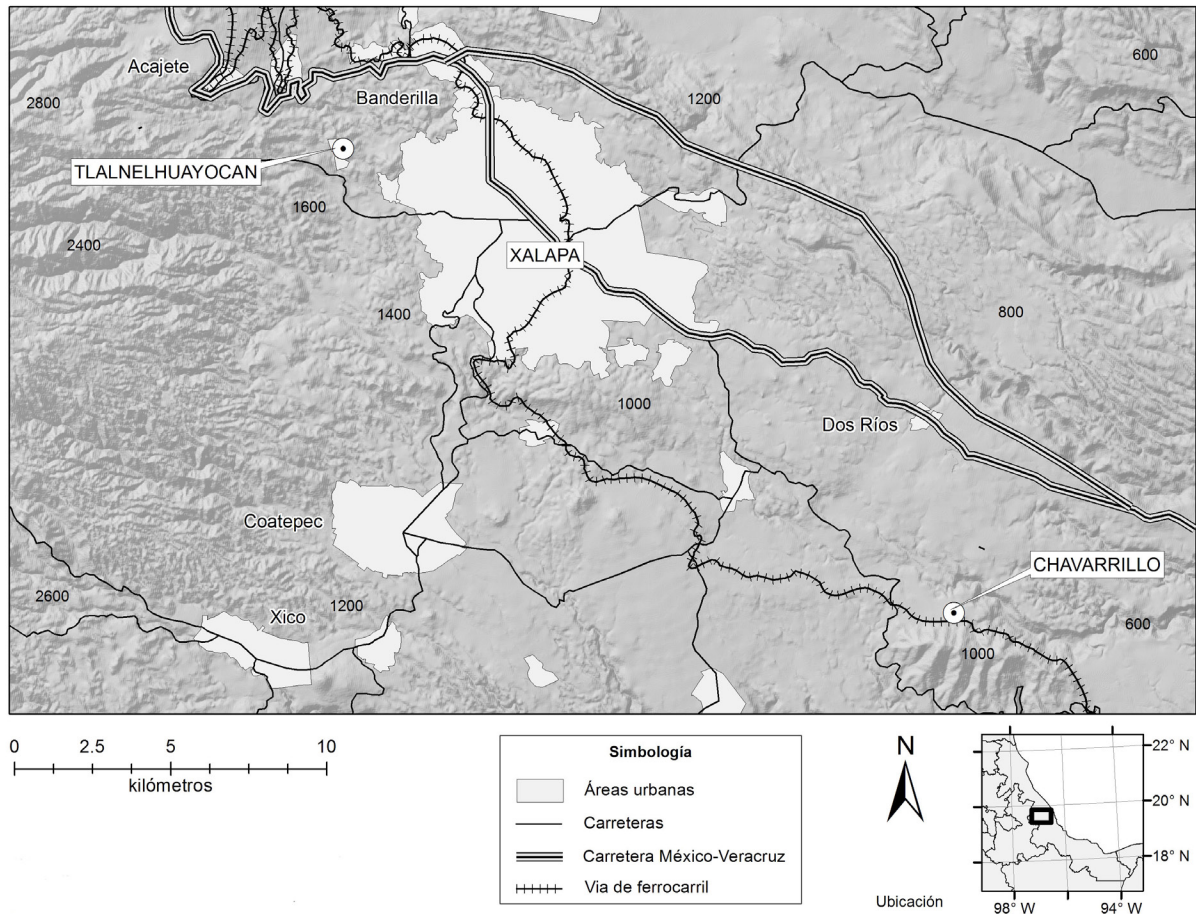 600
Acajete
2800
Banderilla
1200
TLALNELHUAYOCAN
1600
2400
XALAPA
1400
800
1000
Dos Ríos
Coatepec
CHAVARRILLO
2600
1200
Xico
600
1000
0 2.5 5 10
kilómetros
Simbología
Áreas urbanas
Carreteras
Carretera México-Veracruz
Via de ferrocarril
N
22° N
20° N
18° N
98° W 94° W
Ubicación